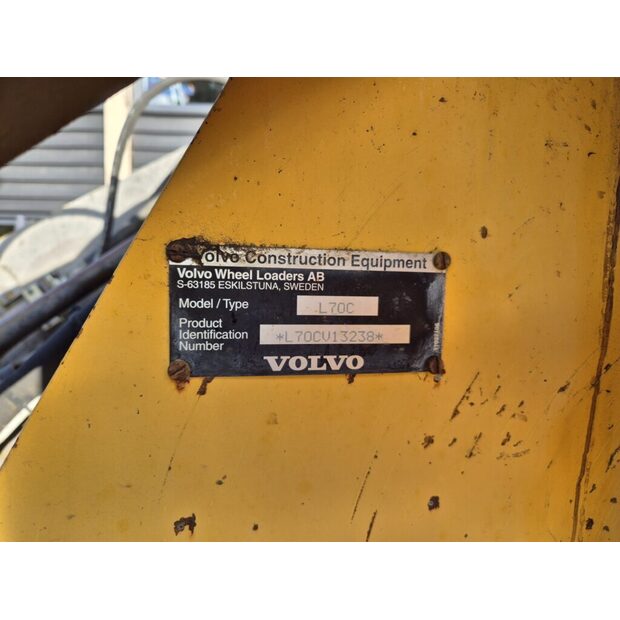 Volvo Construction Equipment
Volvo Wheel Loaders AB
S-63185 ESKILSTUNA, SWEDEN
Model / Type L70C
Product Identification Number *L70CV13238*
VOLVO